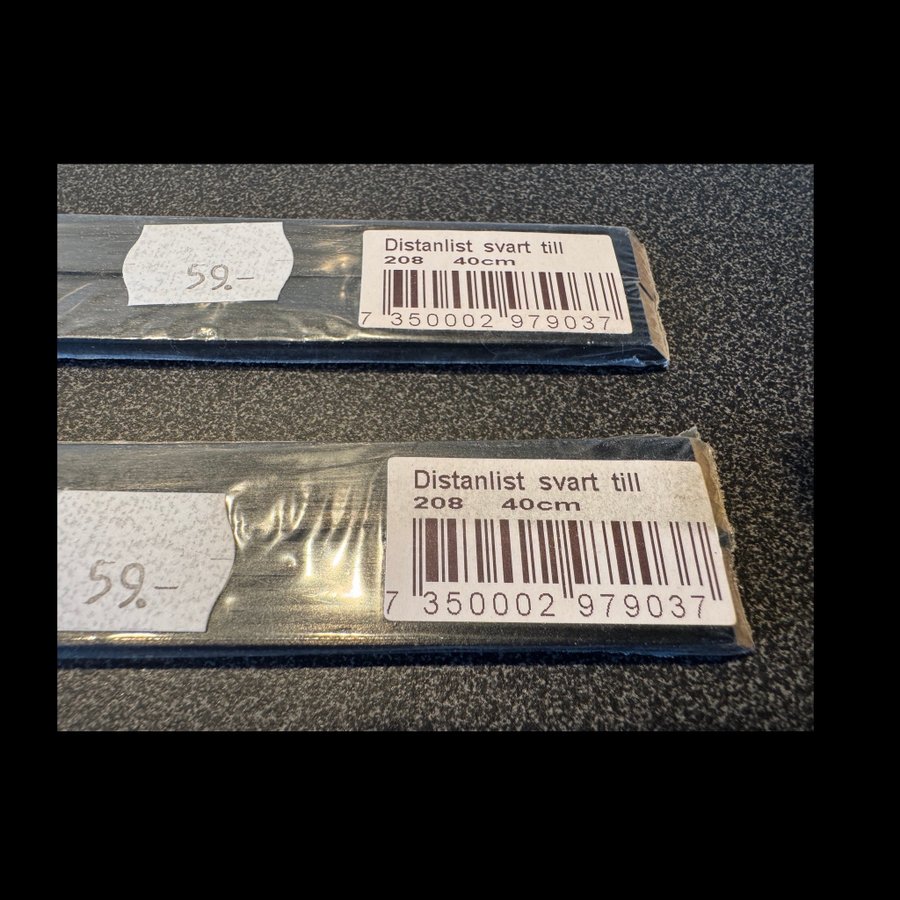 59.-
Distanlist svart till
208 40cm
7 350002 979037
59.-
Distanlist svart till
208 40cm
7 350002 979037